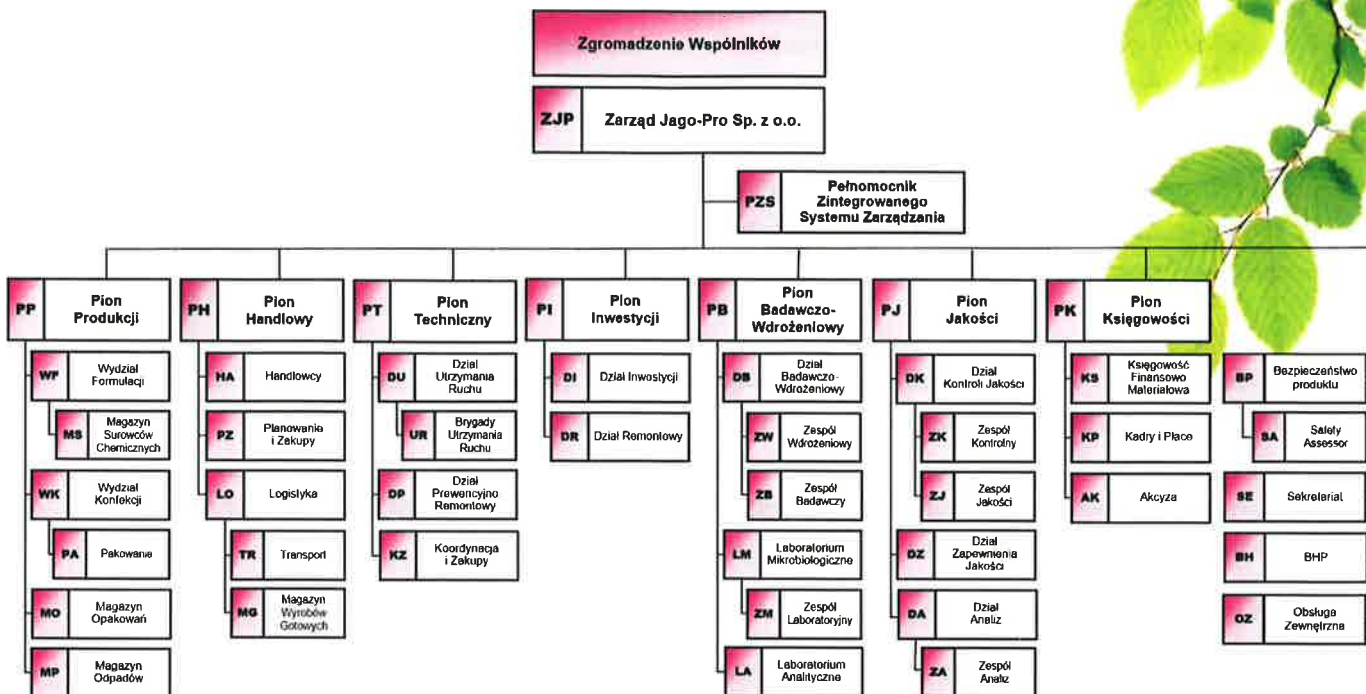 Zgromadzenie Wspólników
ZJP
Zarząd Jago-Pro Sp. z o.o.
PZS
Pełnomocnik
Zintegrowanego
Systemu Zarządzania
PP
Pion
Produkcji
WF
Wydział
Formulacji
MS
Magazyn
Surowców
Chemicznych
WK
Wydział
Konfekcji
PA
Pakowanie
MO
Magazyn
Opakowań
MP
Magazyn
Odpadów
PH
Pion
Handlowy
HA
Handlowcy
PZ
Planowanie
i Zakupy
LO
Logistyka
TR
Transport
MG
Magazyn
Wyrobów
Gotowych
PT
Pion
Techniczny
DU
Dział
Utrzymania
Ruchu
UR
Brygady
Utrzymania
Ruchu
DP
Dział
Prewencyjno
Remontowy
KZ
Koordynacja
i Zakupy
PI
Pion
Inwestycji
DI
Dział Inwestycji
DR
Dział Remontowy
PB
Pion
Badawczo-
Wdrożeniowy
DB
Dział
Badawczo-
Wdrożeniowy
ZW
Zespół
Wdrożeniowy
ZB
Zespół
Badawczy
LM
Laboratorium
Mikrobiologiczne
ZM
Zespół
Laboratoryjny
LA
Laboratorium
Analityczne
PJ
Pion
Jakości
DK
Dział
Kontroli Jakości
ZK
Zespół
Kontrolny
ZJ
Zespół
Jakości
DZ
Dział
Zapewnienia
Jakości
DA
Dział
Analiz
ZA
Zespół
Analiz
PK
Pion
Księgowości
KS
Księgowość
Finansowo
Materiałowa
KP
Kadry i Płace
AK
Akcyza
BP
Bezpieczeństwo
produktu
SA
Safety
Assessor
SE
Sekretariat
BH
BHP
OZ
Obsługa
Zewnętrzna